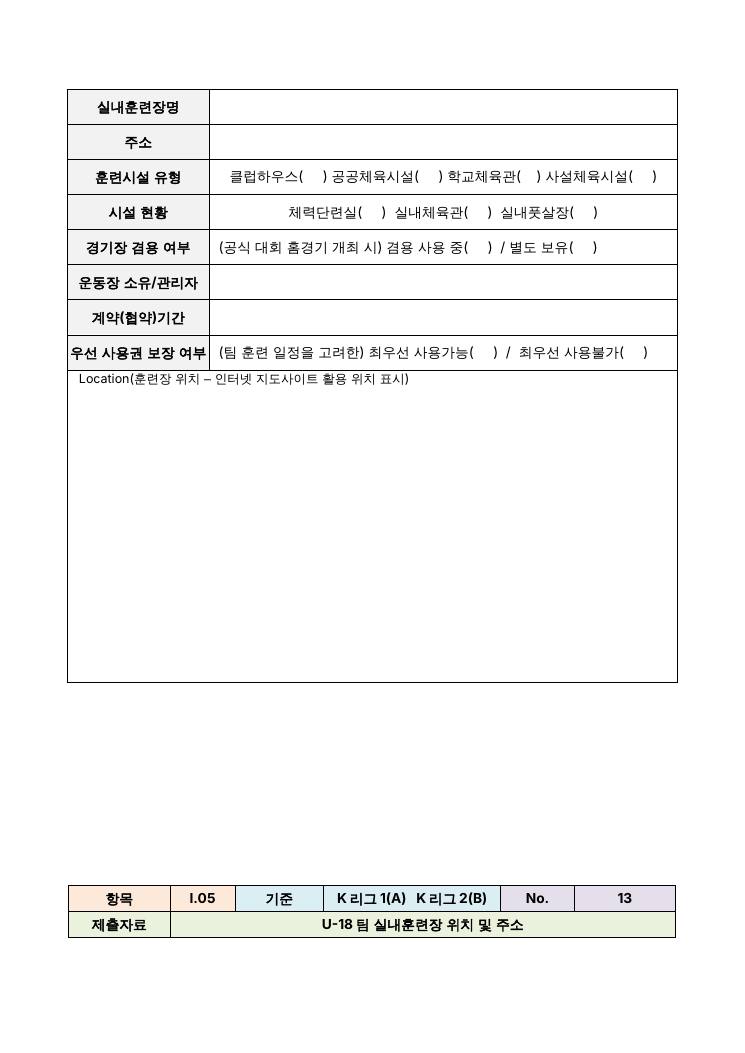 실내훈련장명
주소
훈련시설 유형 클럽하우스( ) 공공체육시설( ) 학교체육관( ) 사설체육시설( )
시설 현황 체력단련실( ) 실내체육관( ) 실내풋살장( )
경기장 겸용 여부 (공식 대회 홈경기 개최 시) 겸용 사용 중( ) / 별도 보유( )
운동장 소유/관리자
계약(협약)기간
우선 사용권 보장 여부 (팀 훈련 일정을 고려한) 최우선 사용가능( ) / 최우선 사용불가( )
Location(훈련장 위치 – 인터넷 지도사이트 활용 위치 표시)
항목 I.05 기준 K 리그 1(A) K 리그 2(B) No. 13
제출자료 U-18 팀 실내훈련장 위치 및 주소